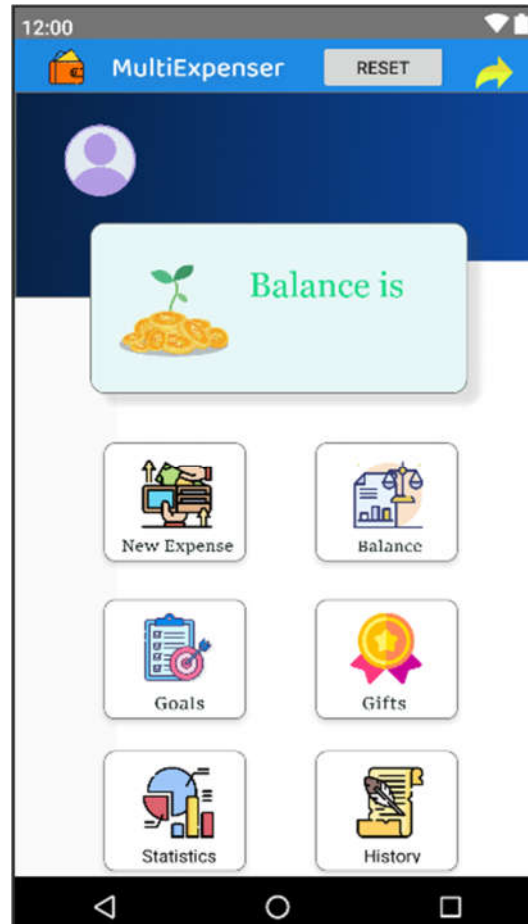 12:00
MultiExpenser RESET
Balance is
New Expense Balance
Goals Gifts
Statistics History